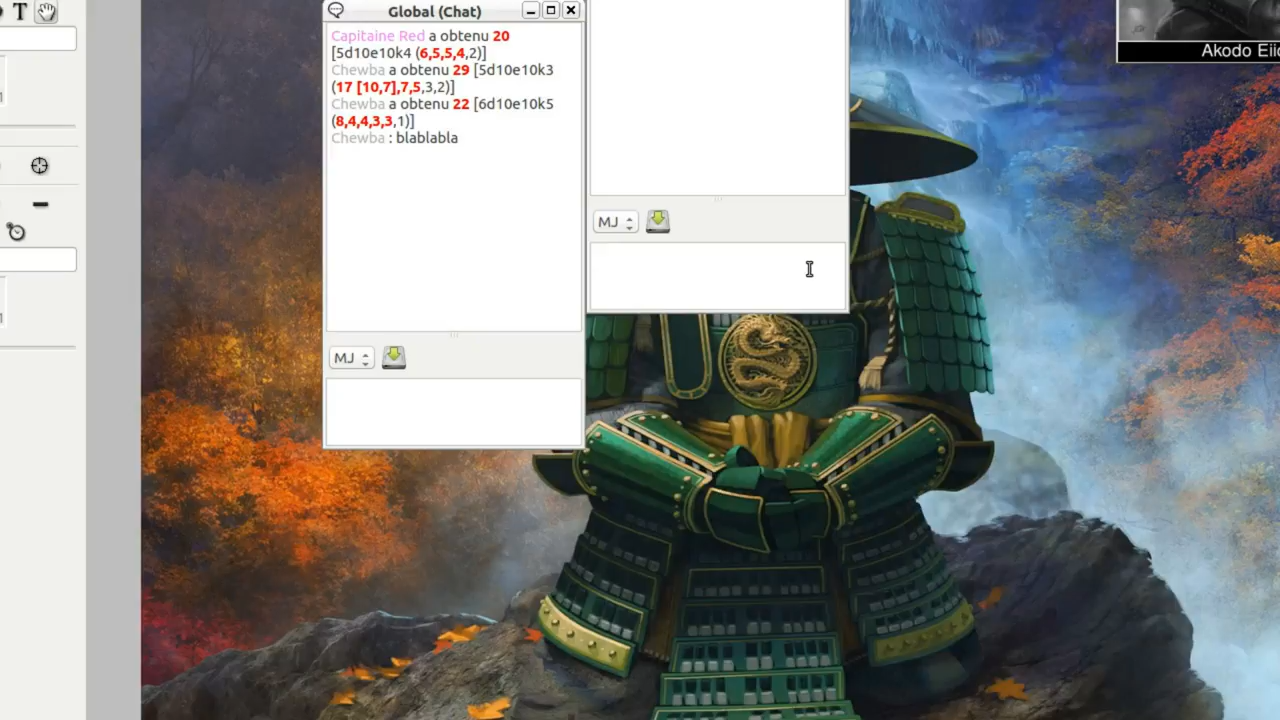 T
Global (Chat)
Capitaine Red a obtenu 20
[5d10e10k4 (6,5,5,4,2)]
Chewba a obtenu 29 [5d10e10k3
(17 [10,7],7,5,3,2)]
Chewba a obtenu 22 [6d10e10k5
(8,4,4,3,3,1)]
Chewba : blablabla
MJ
MJ
Akodo
1
1